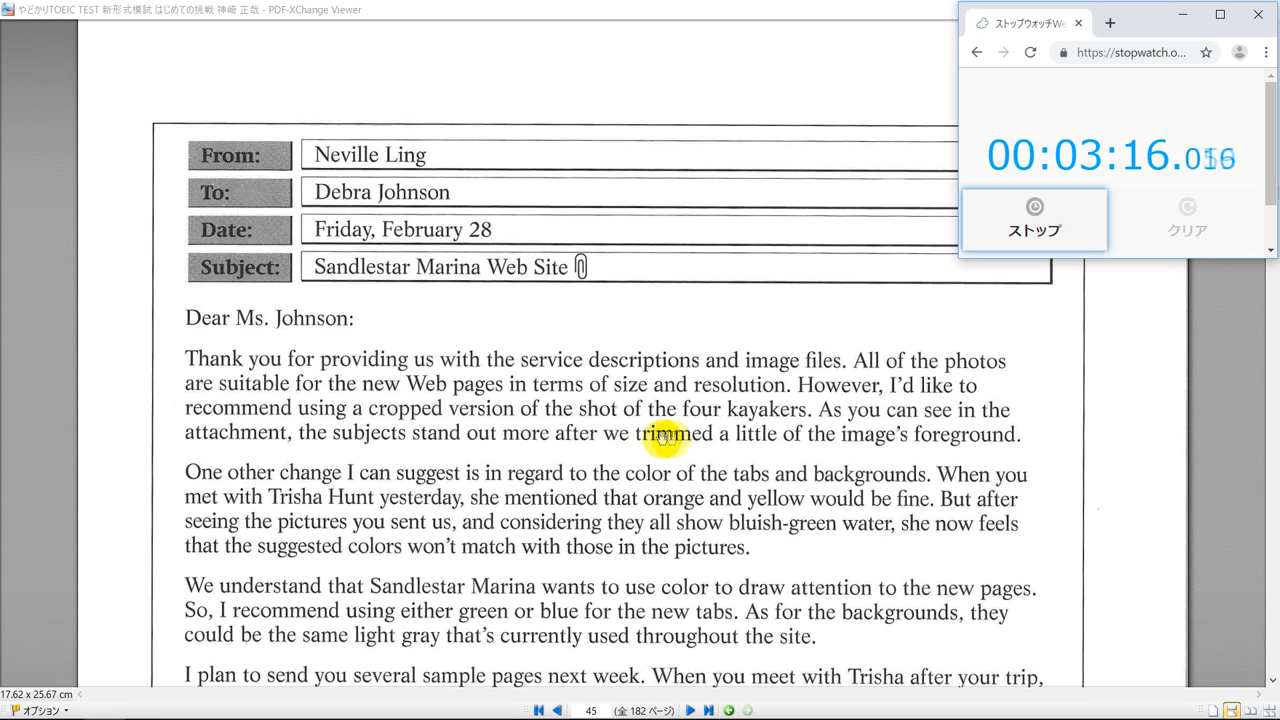 やどかりTOEIC TEST 新形式模試 はじめての挑戦 神﨑 正哉 - PDF-XChange Viewer
ストップウォッチWe
https://stopwatch.o...
00:03:16.
ストップ
クリア
From: Neville Ling
To: Debra Johnson
Date: Friday, February 28
Subject: Sandlestar Marina Web Site
Dear Ms. Johnson:
Thank you for providing us with the service descriptions and image files. All of the photos
are suitable for the new Web pages in terms of size and resolution. However, I'd like to
recommend using a cropped version of the shot of the four kayakers. As you can see in the
attachment, the subjects stand out more after we trimmed a little of the image's foreground.
One other change I can suggest is in regard to the color of the tabs and backgrounds. When you
met with Trisha Hunt yesterday, she mentioned that orange and yellow would be fine. But after
seeing the pictures you sent us, and considering they all show bluish-green water, she now feels
that the suggested colors won't match with those in the pictures.
We understand that Sandlestar Marina wants to use color to draw attention to the new pages.
So, I recommend using either green or blue for the new tabs. As for the backgrounds, they
could be the same light gray that's currently used throughout the site.
I plan to send you several sample pages next week. When you meet with Trisha after your trip,
17.62 x 25.67 cm
オプション
45 (全 182 ページ)